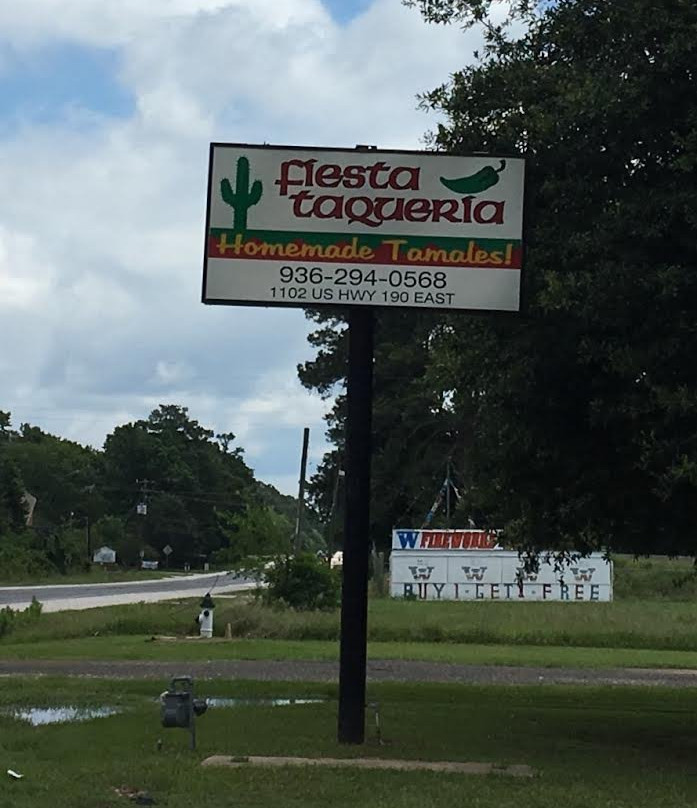 fiesta
taqueria
Homemade Tamales!
936-294-0568
1102 US HWY 190 EAST
W FIREWORKS
W W W W
BUY 1 GET 1 FREE